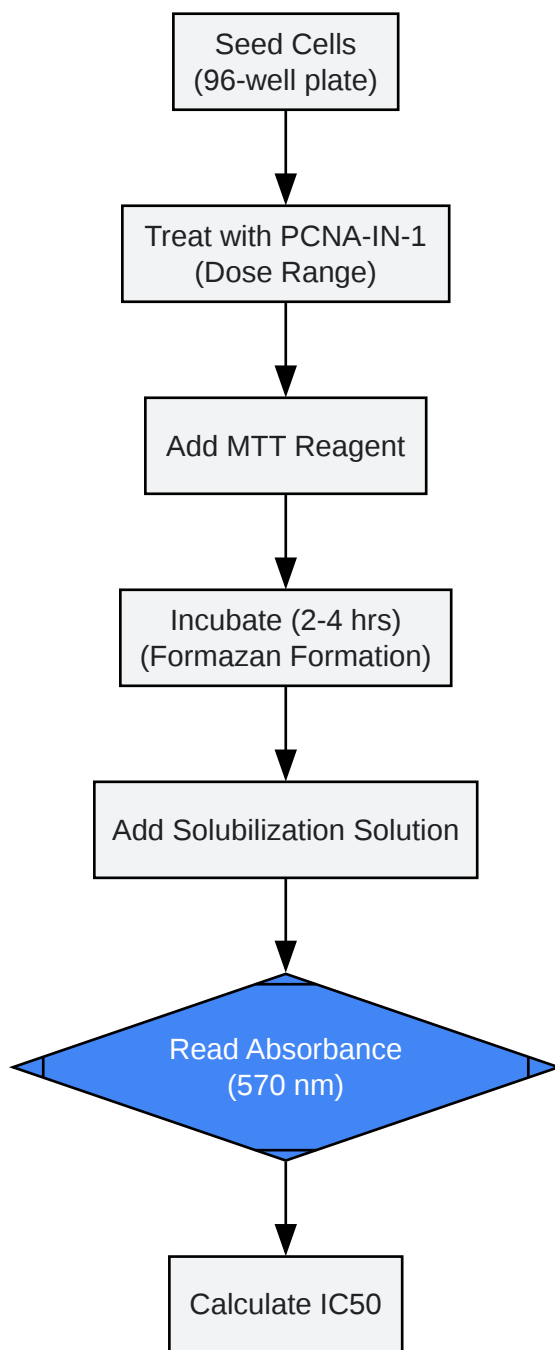 Seed Cells
(96-well plate)
Treat with PCNA-IN-1
(Dose Range)
Add MTT Reagent
Incubate (2-4 hrs)
(Formazan Formation)
Add Solubilization Solution
Read Absorbance
(570 nm)
Calculate IC50